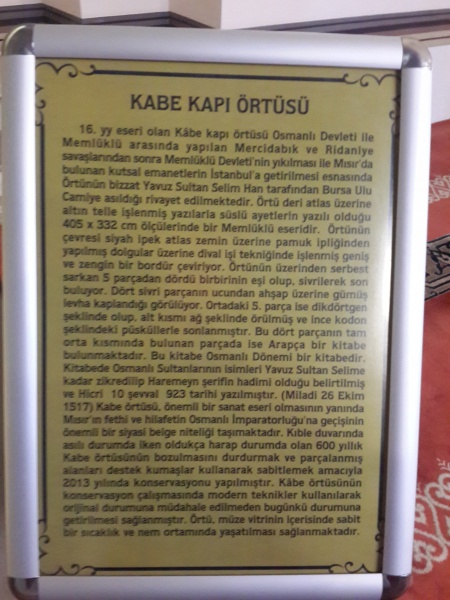 KABE KAPI ÖRTÜSÜ
16. yy eseri olan Kâbe kapı örtüsü Osmanlı Devleti ile
Memlüklü arasında yapılan Mercidabık ve Ridaniye
savaşlarından sonra Memlüklü Devleti'nin yıkılması ile Mısır'da
bulunan kutsal emanetlerin İstanbul'a getirilmesi esnasında
Örtünün bizzat Yavuz Sultan Selim Han tarafından Bursa Ulu
Camiye asıldığı rivayet edilmektedir. Örtü deri atlas üzerine
altın telle işlenmiş yazılarla süslü ayetlerin yazılı olduğu
405 x 332 cm ölçülerinde bir Memlüklü eseridir. Örtünün
çevresi siyah ipek atlas zemin üzerine pamuk ipliğinden
yapılmış dolgular üzerine dival işi tekniğinde işlenmiş geniş
ve zengin bir bordür çeviriyor. Örtünün üzerinden serbest
sarkan 5 parçadan dördü birbirinin eşi olup, sivrilerek son
buluyor. Dört sivri parçanın ucundan ahşap üzerine gümüş
levha kaplandığı görülüyor. Ortadaki 5. parça ise dikdörtgen
şeklinde olup, alt kısmı ağ şeklinde örülmüş ve ince kodon
şeklindeki püsküllerle sonlanmıştır. Bu dört parçanın tam
orta kısmında bulunan parçada ise Arapça bir kitabe
bulunmaktadır. Bu kitabe Osmanlı Dönemi bir kitabedir.
Kitabede Osmanlı Sultanlarının isimleri Yavuz Sultan Selime
kadar zikredilip Haremeyn şerifin hadimi olduğu belirtilmiş
ve Hicri 10 şevval 923 tarihi yazılmıştır. (Miladi 26 Ekim
1517) Kabe örtüsü, önemli bir sanat eseri olmasının yanında
Mısır'ın fethi ve hilafetin Osmanlı İmparatorluğu'na geçişinin
önemli bir siyasi belge niteliği taşımaktadır. Kıble duvarında
asılı durumda iken oldukça harap durumda olan 600 yıllık
Kabe örtüsünün bozulmasını durdurmak ve parçalanmış
alanları destek kumaşlar kullanarak sabitlemek amacıyla
2013 yılında konservasyonu yapılmıştır. Kâbe örtüsünün
konservasyon çalışmasında modern teknikler kullanılarak
orijinal durumuna müdahale edilmeden bugünkü durumuna
getirilmesi sağlanmıştır. Örtü, müze vitrinin içerisinde sabit
bir sıcaklık ve nem ortamında yaşatılması sağlanmaktadır.